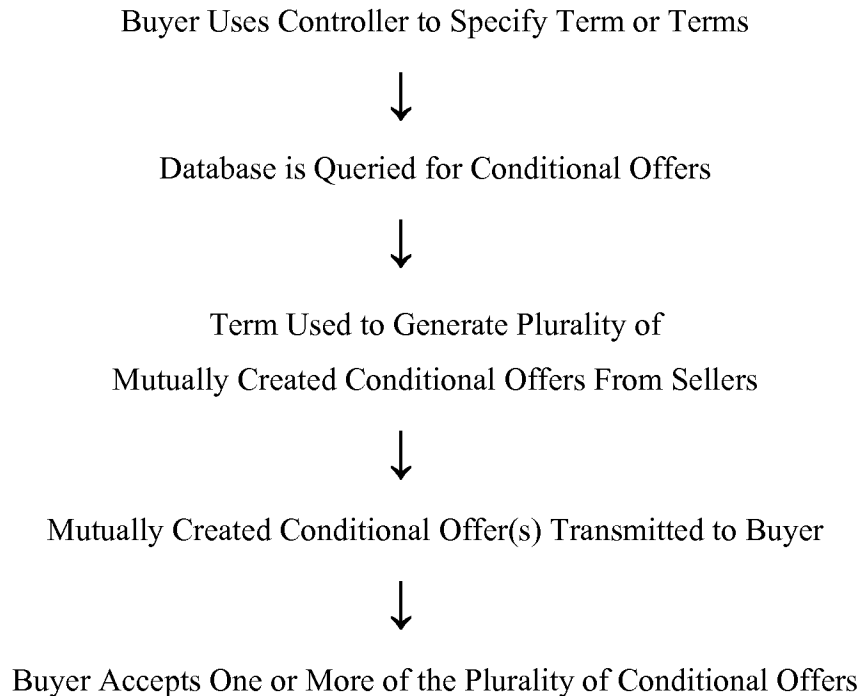 Buyer Uses Controller to Specify Term or Terms
Database is Queried for Conditional Offers
Term Used to Generate Plurality of
Mutually Created Conditional Offers From Sellers
Mutually Created Conditional Offer(s) Transmitted to Buyer
Buyer Accepts One or More of the Plurality of Conditional Offers